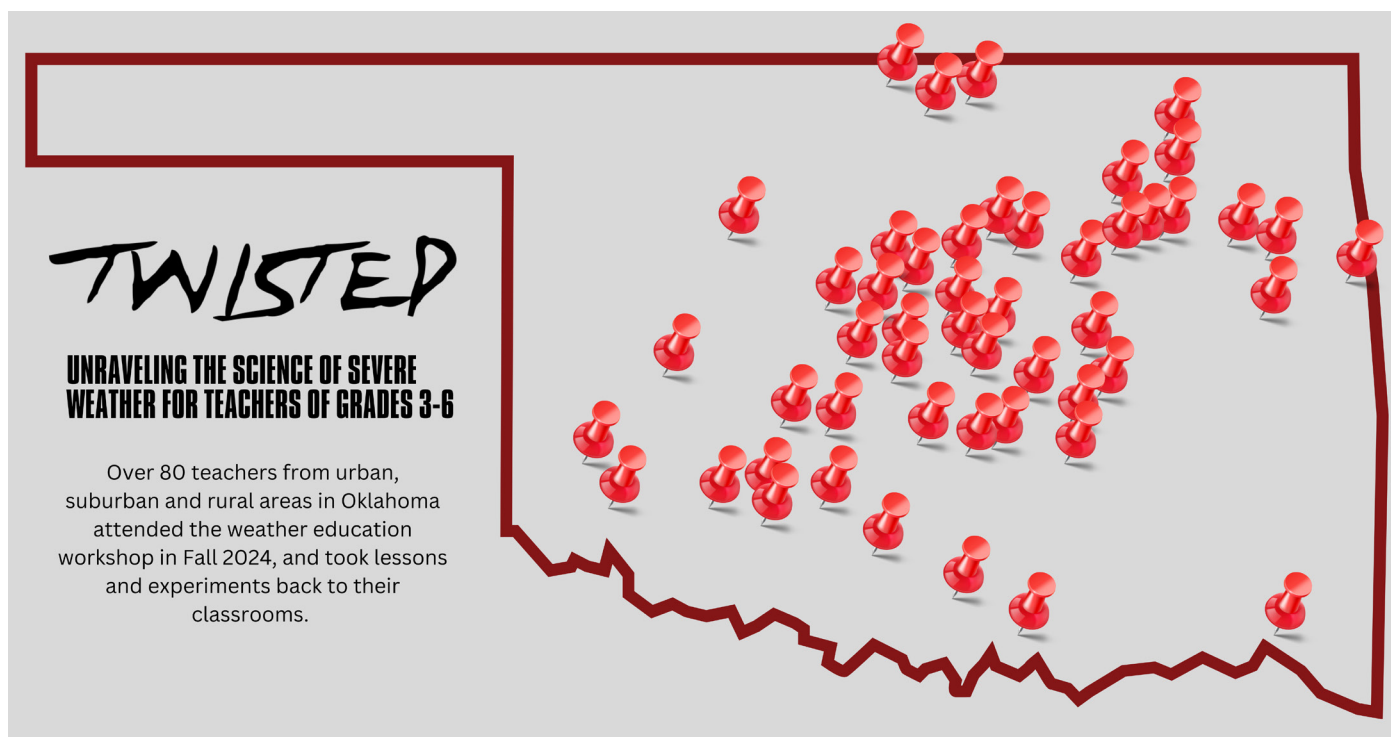 TWISTED
UNRAVELING THE SCIENCE OF SEVERE
WEATHER FOR TEACHERS OF GRADES 3-6
Over 80 teachers from urban,
suburban and rural areas in Oklahoma
attended the weather education
workshop in Fall 2024, and took lessons
and experiments back to their
classrooms.